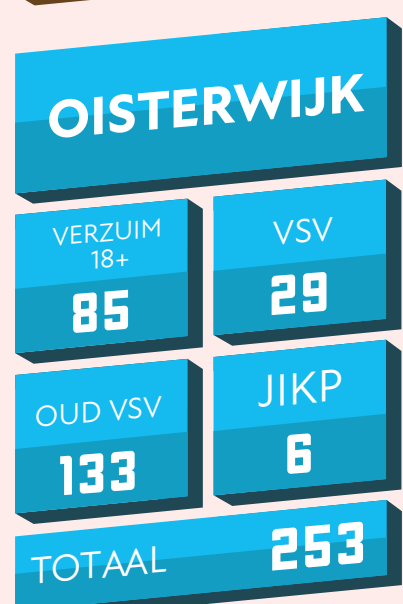 OISTERWIJK
VERZUIM
18+
85
VSV
29
OUD VSV
133
JIKP
6
TOTAAL 253